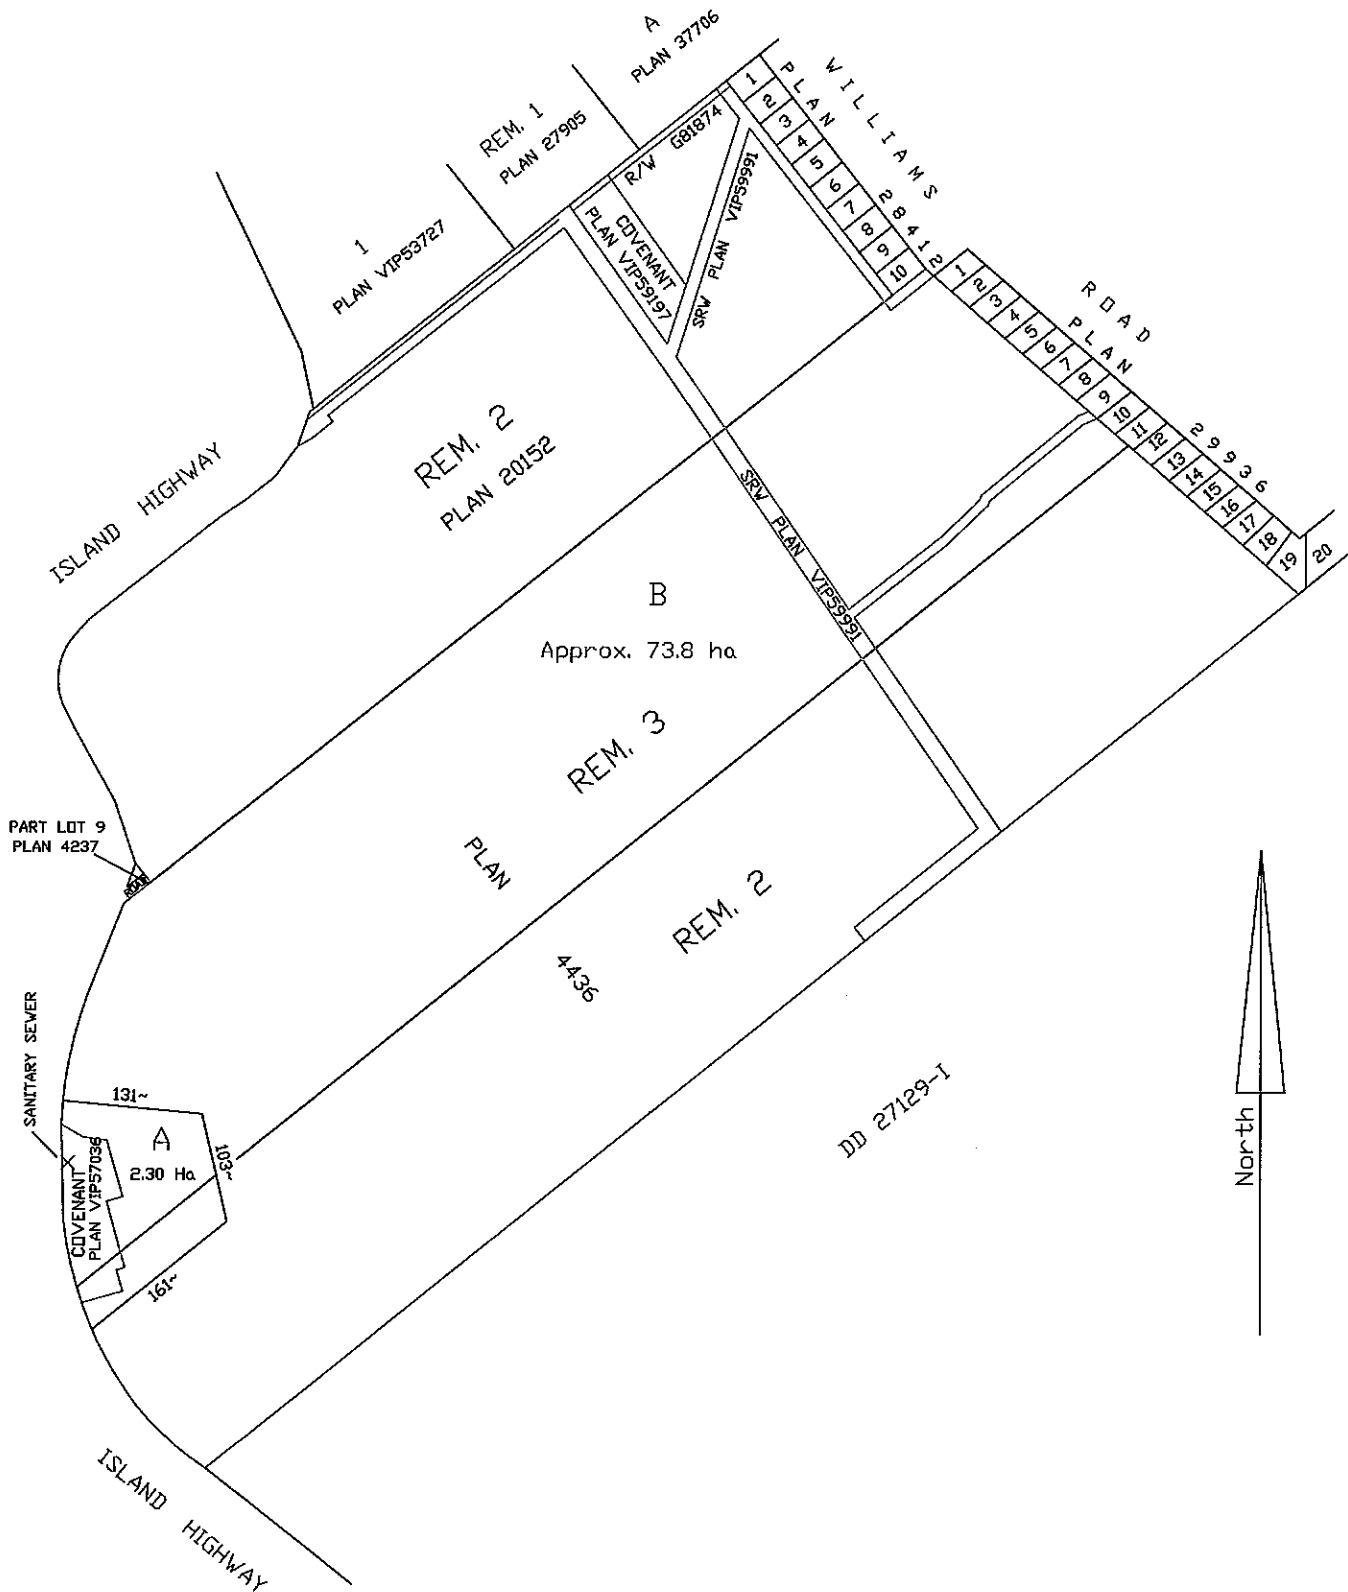 A
PLAN 37706
REM. 1
PLAN 27905
1
PLAN VIP53727
R/W G81874
COVENANT
PLAN VIP59197
SRW PLAN VIP59991
WILLIAMS
PLAN 28412
1
2
3
4
5
6
7
8
9
10
ROAD
PLAN 29936
1
2
3
4
5
6
7
8
9
10
11
12
13
14
15
16
17
18
19
20
ISLAND HIGHWAY
REM. 2
PLAN 20152
SRW PLAN VIP59991
B
Approx. 73.8 ha
REM. 3
PLAN 4436
REM. 2
PART LOT 9
PLAN 4237
ROAD
SANITARY SEWER
131~
A
2.30 Ha
103~
COVENANT
PLAN VIP57036
161~
DD 27129-I
North
ISLAND HIGHWAY